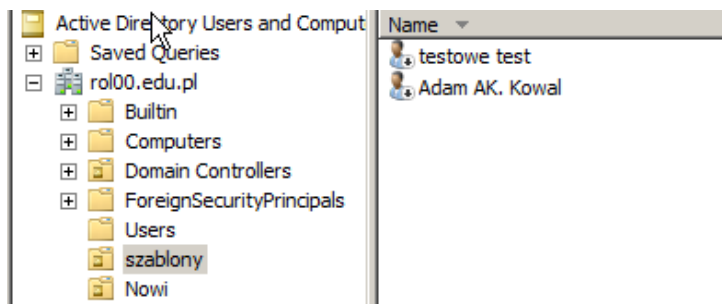 Active Directory Users and Comput
Saved Queries
rol00.edu.pl
Builtin
Computers
Domain Controllers
ForeignSecurityPrincipals
Users
szablony
Nowi
Name
testowe test
Adam AK. Kowal